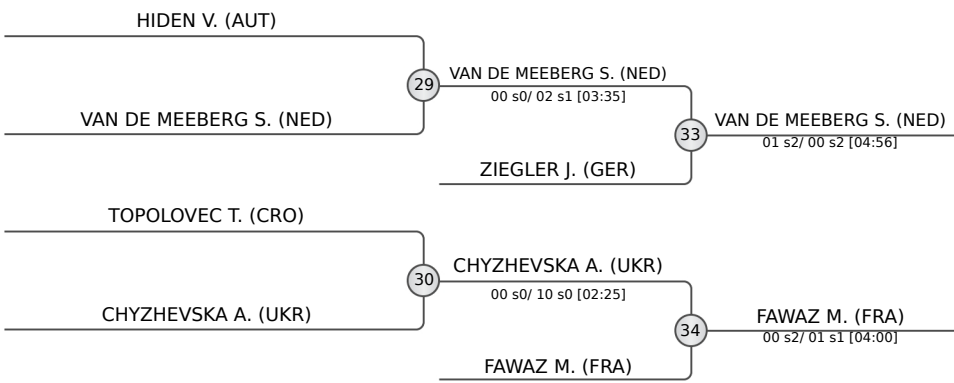 HIDEN V. (AUT)
29
VAN DE MEEBERG S. (NED)
00 s0/ 02 s1 [03:35]
VAN DE MEEBERG S. (NED)
33
VAN DE MEEBERG S. (NED)
01 s2/ 00 s2 [04:56]
ZIEGLER J. (GER)
TOPOLOVEC T. (CRO)
30
CHYZHEVSKA A. (UKR)
00 s0/ 10 s0 [02:25]
CHYZHEVSKA A. (UKR)
34
FAWAZ M. (FRA)
00 s2/ 01 s1 [04:00]
FAWAZ M. (FRA)